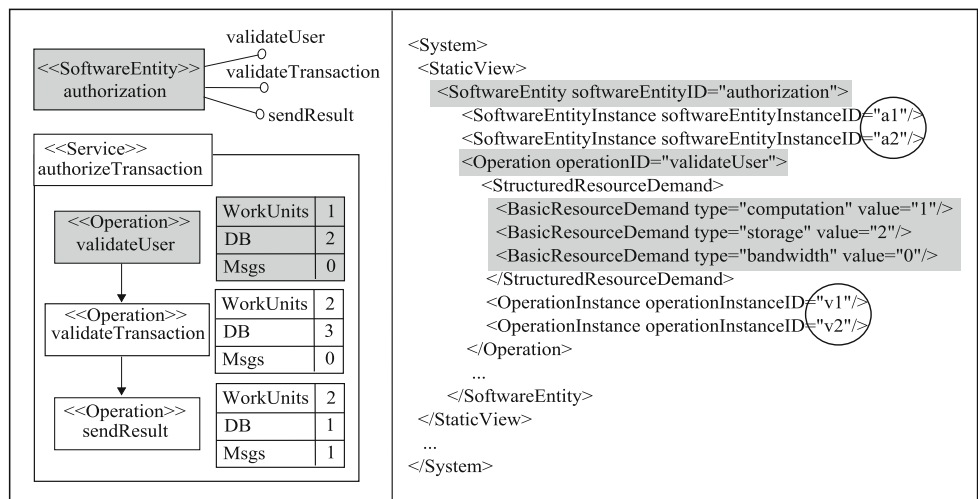 validateUser
<<SoftwareEntity>>
authorization
validateTransaction
sendResult
<<Service>>
authorizeTransaction
<<Operation>>
validateUser
WorkUnits 1
DB 2
Msgs 0
<<Operation>>
validateTransaction
WorkUnits 2
DB 3
Msgs 0
<<Operation>>
sendResult
WorkUnits 2
DB 1
Msgs 1
<System>
<StaticView>
<SoftwareEntity softwareEntityID="authorization">
<SoftwareEntityInstance softwareEntityInstanceID="a1"/>
<SoftwareEntityInstance softwareEntityInstanceID="a2"/>
<Operation operationID="validateUser">
<StructuredResourceDemand>
<BasicResourceDemand type="computation" value="1"/>
<BasicResourceDemand type="storage" value="2"/>
<BasicResourceDemand type="bandwidth" value="0"/>
</StructuredResourceDemand>
<OperationInstance operationInstanceID="v1"/>
<OperationInstance operationInstanceID="v2"/>
</Operation>
...
</SoftwareEntity>
</StaticView>
...
</System>